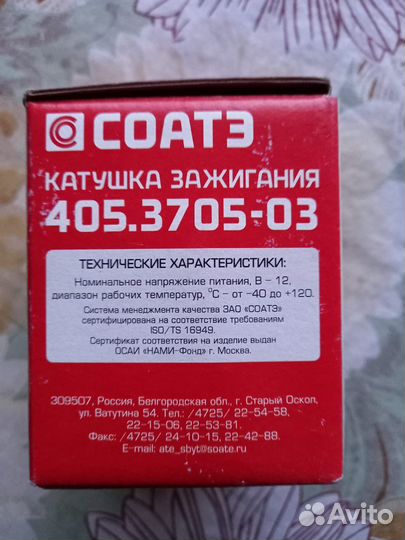 СОАТЭ
КАТУШКА ЗАЖИГАНИЯ
405.3705-03
ТЕХНИЧЕСКИЕ ХАРАКТЕРИСТИКИ:
Номинальное напряжение питания, В – 12,
диапазон рабочих температур, °С – от –40 до +120.
Система менеджмента качества ЗАО «СОАТЭ»
сертифицирована на соответствие требованиям
ISO/TS 16949.
Сертификат соответствия на изделие выдан
ОСАИ «НАМИ-Фонд» г. Москва.
309507, Россия, Белгородская обл., г. Старый Оскол,
ул. Ватутина 54. Тел.: /4725/ 22-54-58,
22-15-06, 22-53-81.
Факс: /4725/ 24-10-15, 22-42-88.
E-mail: ate_sbyt@soate.ru
Avito